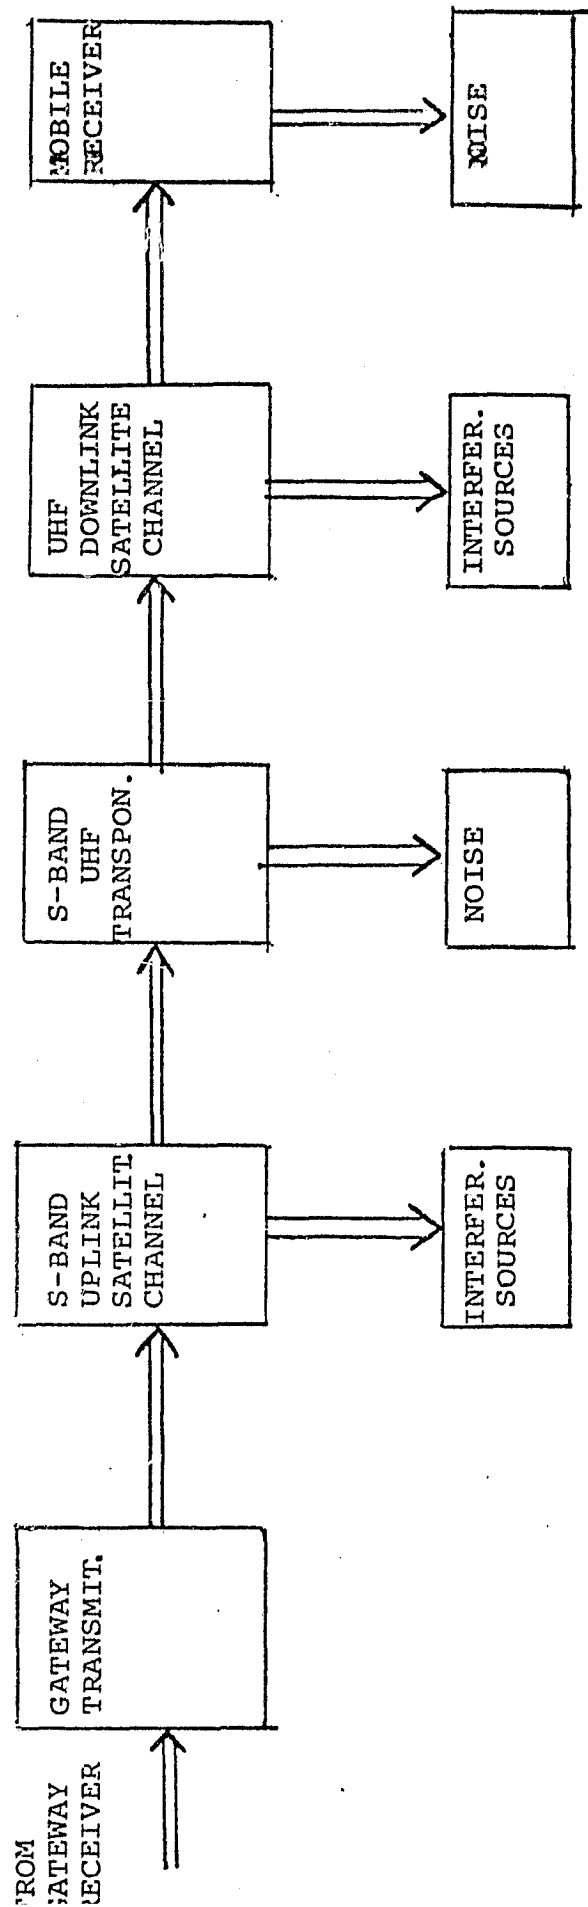 FROM
GATEWAY
RECEIVER
GATEWAY
TRANSMIT.
S-BAND
UPLINK
SATELLIT.
CHANNEL
S-BAND
UHF
TRANSPON.
UHF
DOWNLINK
SATELLITE
CHANNEL
MOBILE
RECEIVER
INTERFER.
SOURCES
NOISE
INTERFER.
SOURCES
NOISE